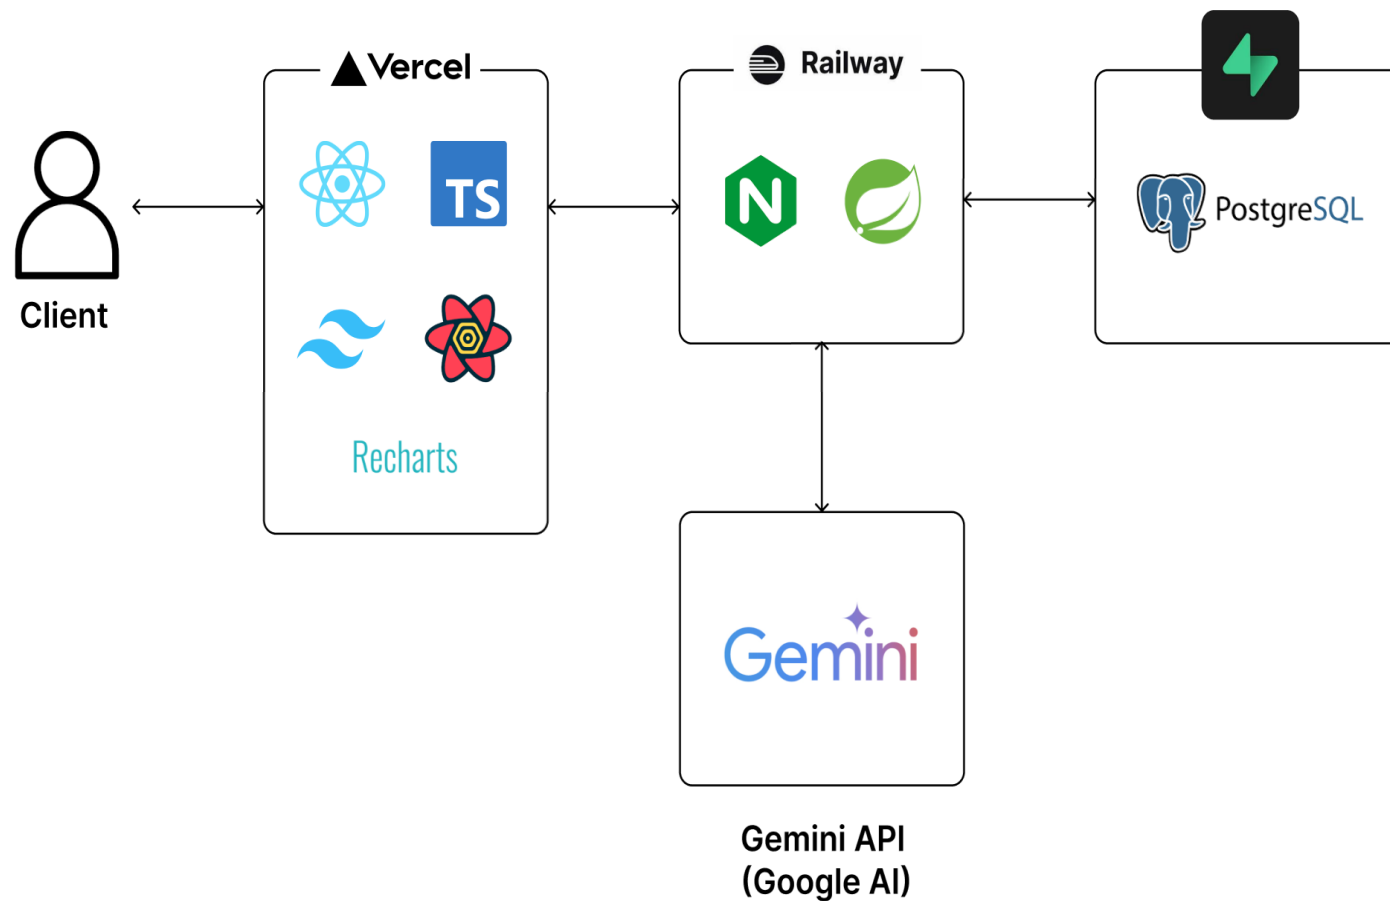 Vercel
Railway
TS
N
PostgreSQL
Client
Recharts
Gemini
Gemini API
(Google AI)